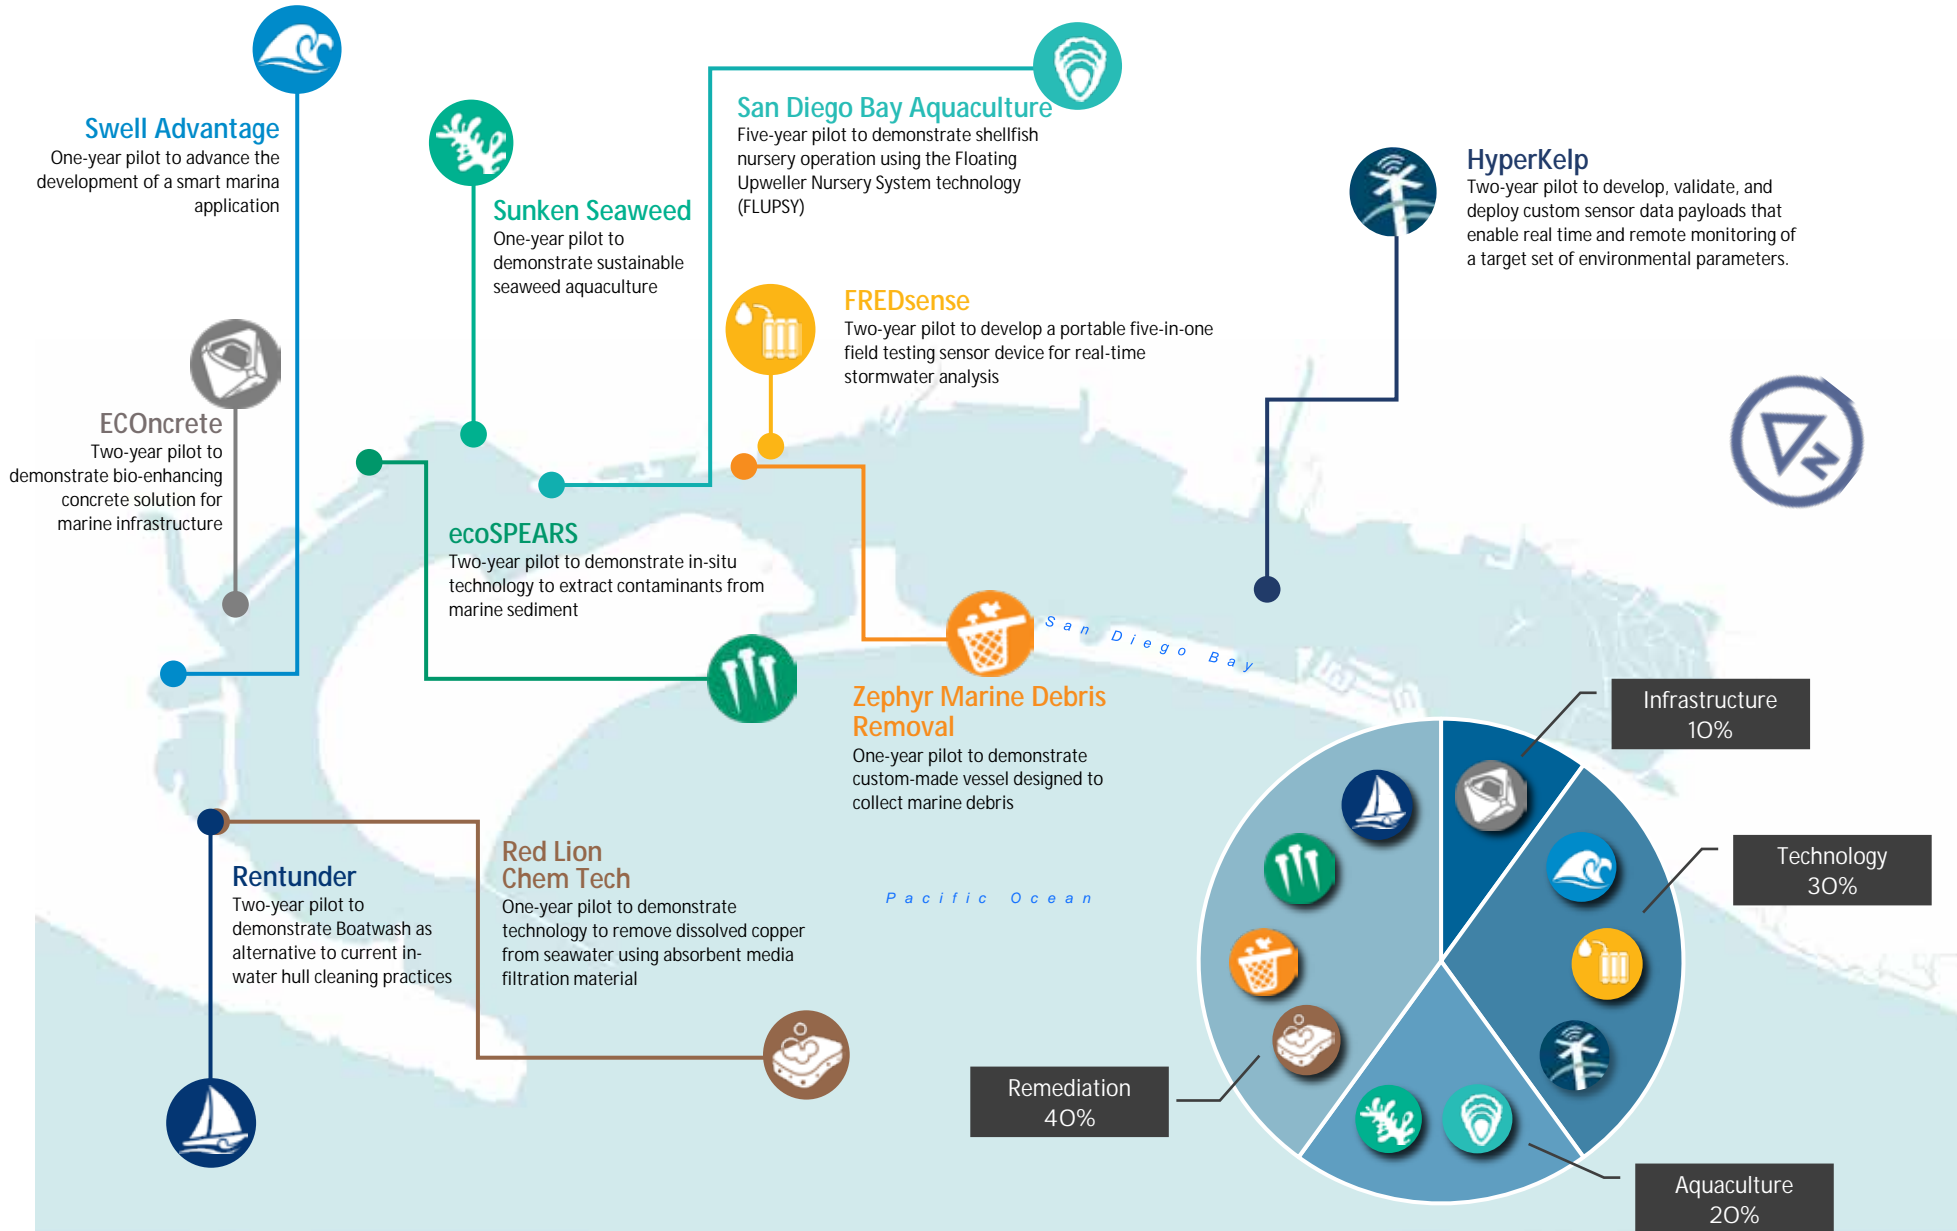 Swell Advantage
One-year pilot to advance the
development of a smart marina
application
Sunken Seaweed
One-year pilot to
demonstrate sustainable
seaweed aquaculture
San Diego Bay Aquaculture
Five-year pilot to demonstrate shellfish
nursery operation using the Floating
Upweller Nursery System technology
(FLUPSY)
HyperKelp
Two-year pilot to develop, validate, and
deploy custom sensor data payloads that
enable real time and remote monitoring of
a target set of environmental parameters.
FREDsense
Two-year pilot to develop a portable five-in-one
field testing sensor device for real-time
stormwater analysis
ECOncrete
Two-year pilot to
demonstrate bio-enhancing
concrete solution for
marine infrastructure
N
ecoSPEARS
Two-year pilot to demonstrate in-situ
technology to extract contaminants from
marine sediment
San Diego Bay
Zephyr Marine Debris
Removal
One-year pilot to demonstrate
custom-made vessel designed to
collect marine debris
Rentunder
Two-year pilot to
demonstrate Boatwash as
alternative to current in-
water hull cleaning practices
Red Lion
Chem Tech
One-year pilot to demonstrate
technology to remove dissolved copper
from seawater using absorbent media
filtration material
Pacific Ocean
Infrastructure
10%
Technology
30%
Remediation
40%
Aquaculture
20%